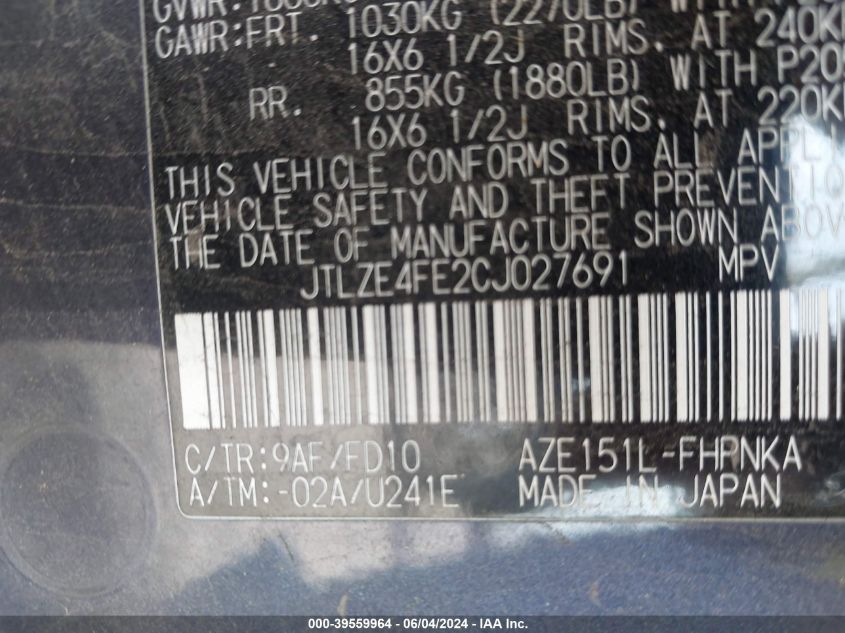 GAWR:FRT. 1030KG (2270LB) WITH
16X6 1/2J RIMS, AT 240K
RR. 855KG (1880LB) WITH P20
16X6 1/2J RIMS, AT 220K
THIS VEHICLE CONFORMS TO ALL APPLI
VEHICLE SAFETY AND THEFT PREVENTIO
THE DATE OF MANUFACTURE SHOWN ABOV
JTLZE4FE2CJ027691 MPV
C/TR:9AF/FD10 AZE151L-FHPNKA
A/TM:-02A/U241E MADE IN JAPAN
000-39559964 - 06/04/2024 - IAA Inc.